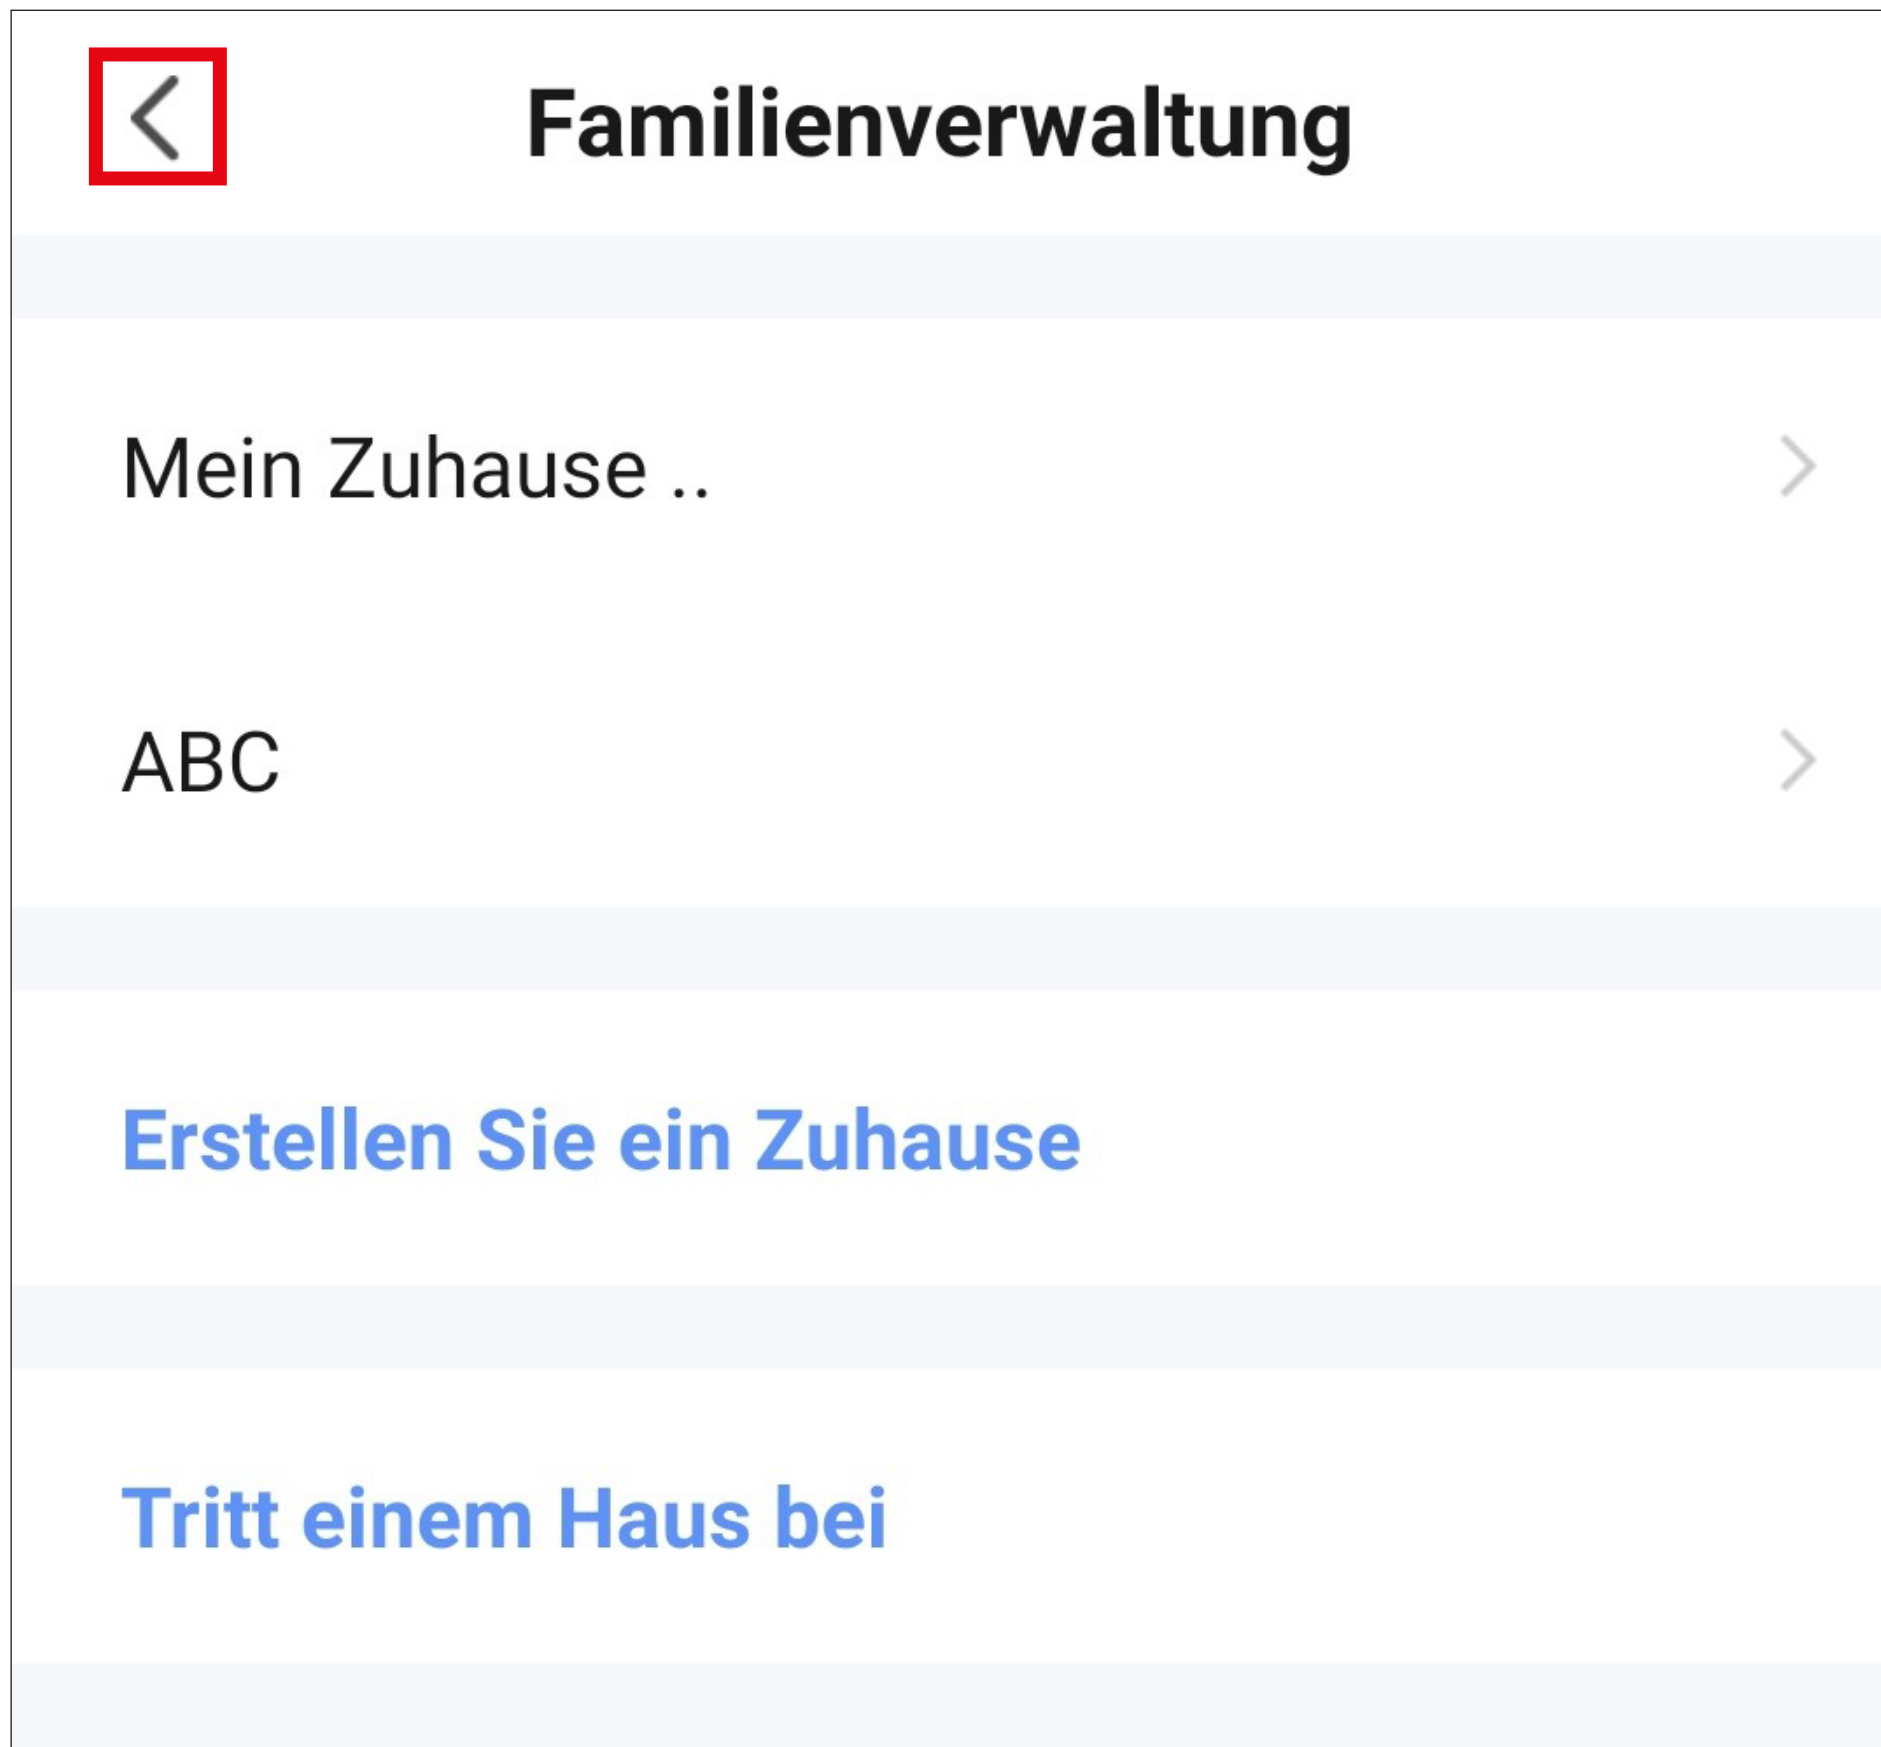 Familienverwaltung
Mein Zuhause ..
ABC
Erstellen Sie ein Zuhause
Tritt einem Haus bei